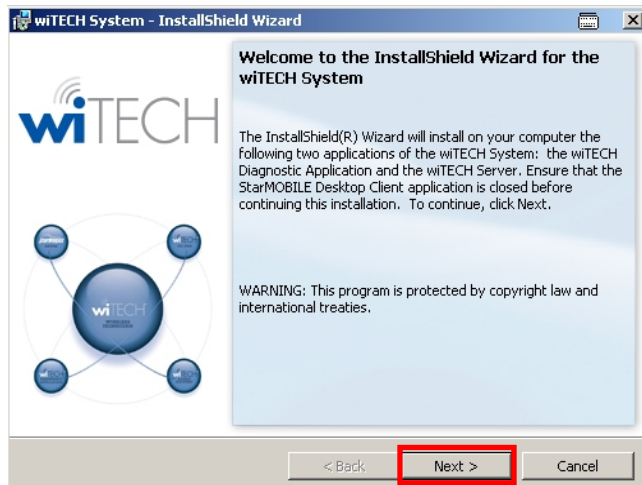 wiTECH System - InstallShield Wizard
Welcome to the InstallShield Wizard for the
wiTECH System
wiTECH
The InstallShield(R) Wizard will install on your computer the
following two applications of the wiTECH System: the wiTECH
Diagnostic Application and the wiTECH Server. Ensure that the
StarMOBILE Desktop Client application is closed before
continuing this installation. To continue, click Next.
WARNING: This program is protected by copyright law and
international treaties.
wiTECH
< Back
Next >
Cancel